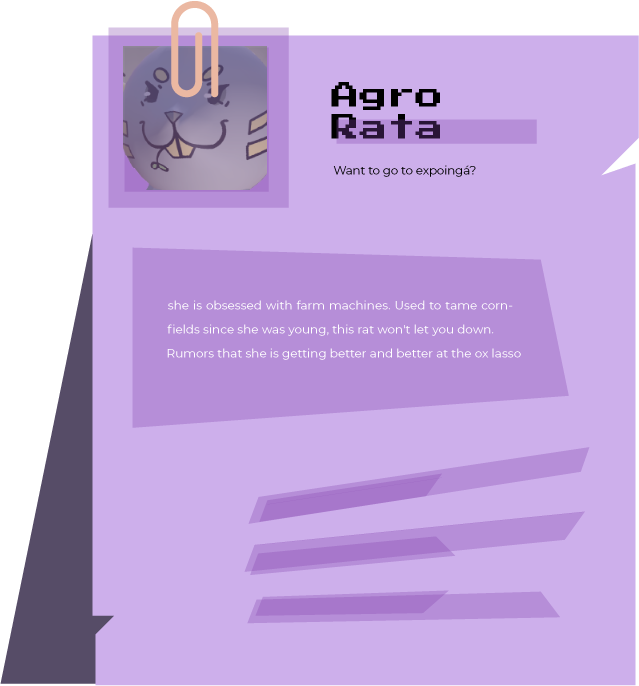 Agro
Rata
Want to go to expoingá?
she is obsessed with farm machines. Used to tame corn-
fields since she was young, this rat won't let you down.
Rumors that she is getting better and better at the ox lasso